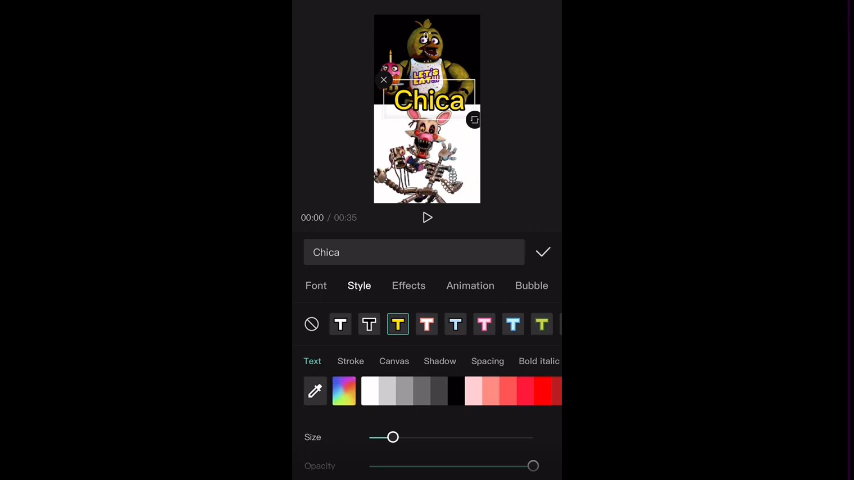 LET'S
EAT!!!
Chica
00:00 / 00:35
Chica
Font Style Effects Animation Bubble
T T T T T T T T
Text Stroke Canvas Shadow Spacing Bold italic
Size
Opacity